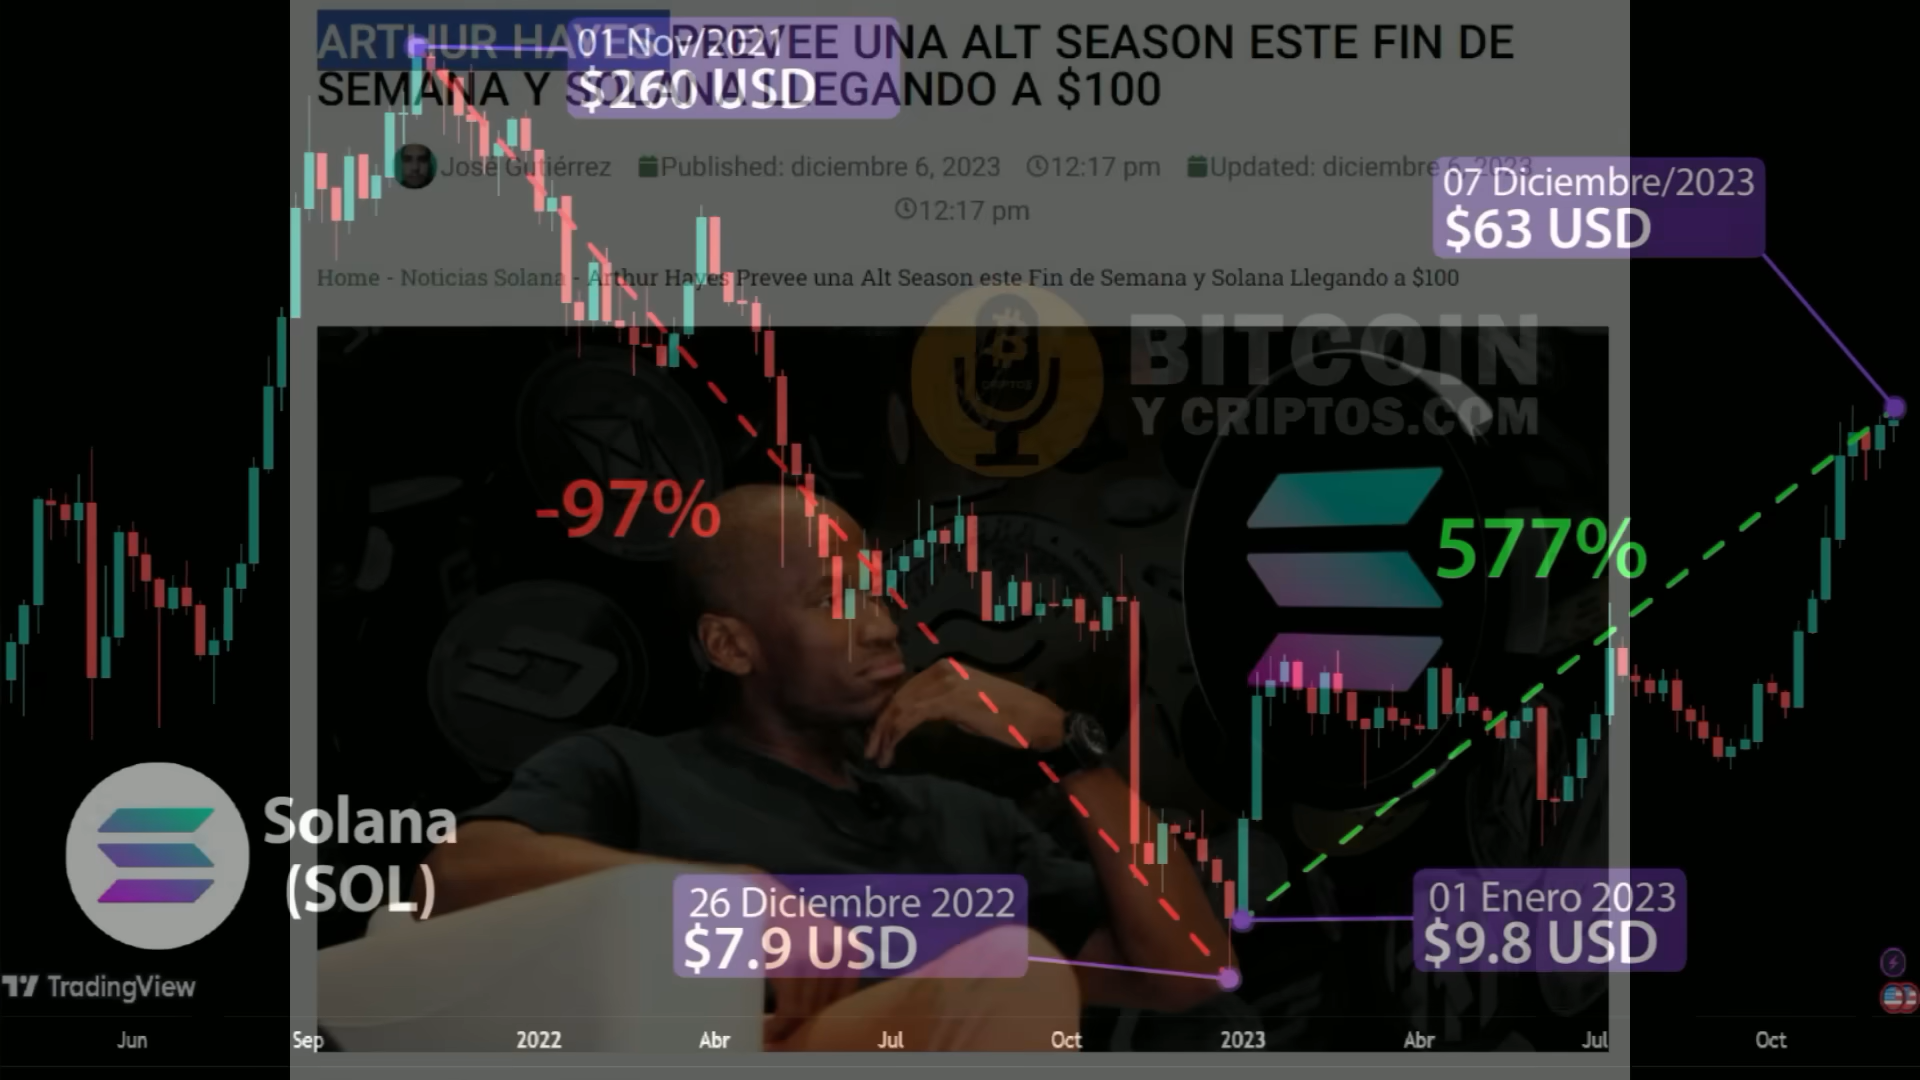 ARTHUR HAYES PREVEE UNA ALT SEASON ESTE FIN DE
SEMANA Y SOLANA LLEGANDO A $100
01 Nov/2021
$260 USD
José Gutiérrez Published: diciembre 6, 2023 12:17 pm Updated: diciembre 6, 2023
12:17 pm
07 Diciembre/2023
$63 USD
Home - Noticias Solana - Arthur Hayes Prevee una Alt Season este Fin de Semana y Solana Llegando a $100
CRIPTOS
BITCOIN
Y CRIPTOS.COM
-97%
577%
Solana
(SOL)
26 Diciembre 2022
$7.9 USD
01 Enero 2023
$9.8 USD
TradingView
Jun Sep 2022 Abr Jul Oct 2023 Abr Jul Oct